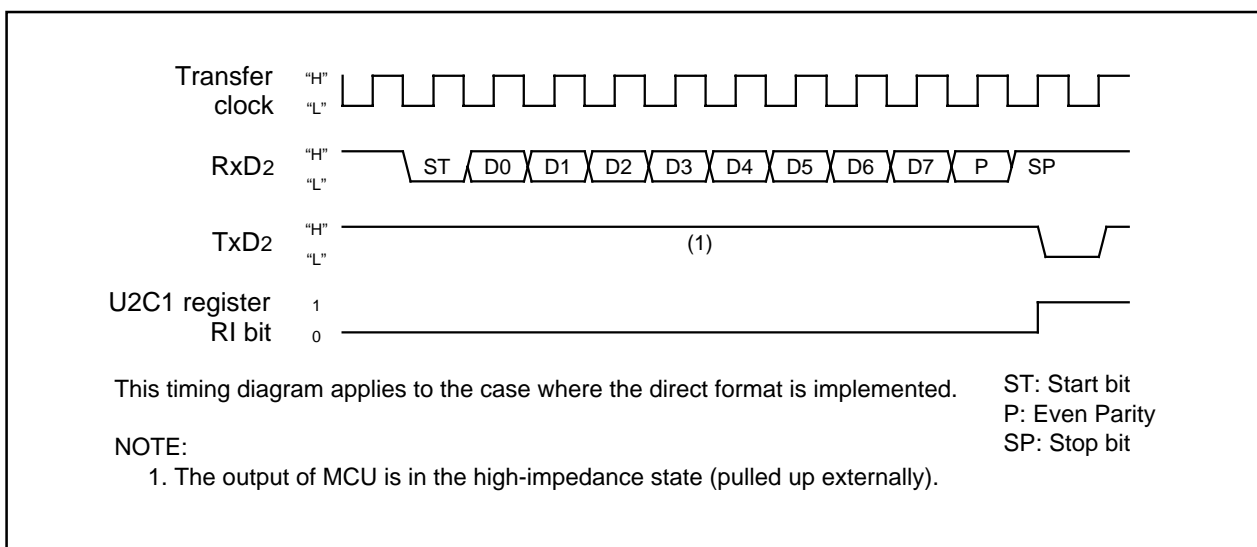 Transfer clock
“H”
“L”
RxD2
“H”
“L”
ST D0 D1 D2 D3 D4 D5 D6 D7 P SP
TxD2
“H”
“L”
(1)
U2C1 register
RI bit
1
0
This timing diagram applies to the case where the direct format is implemented.
ST: Start bit
P: Even Parity
SP: Stop bit
NOTE:
1. The output of MCU is in the high-impedance state (pulled up externally).